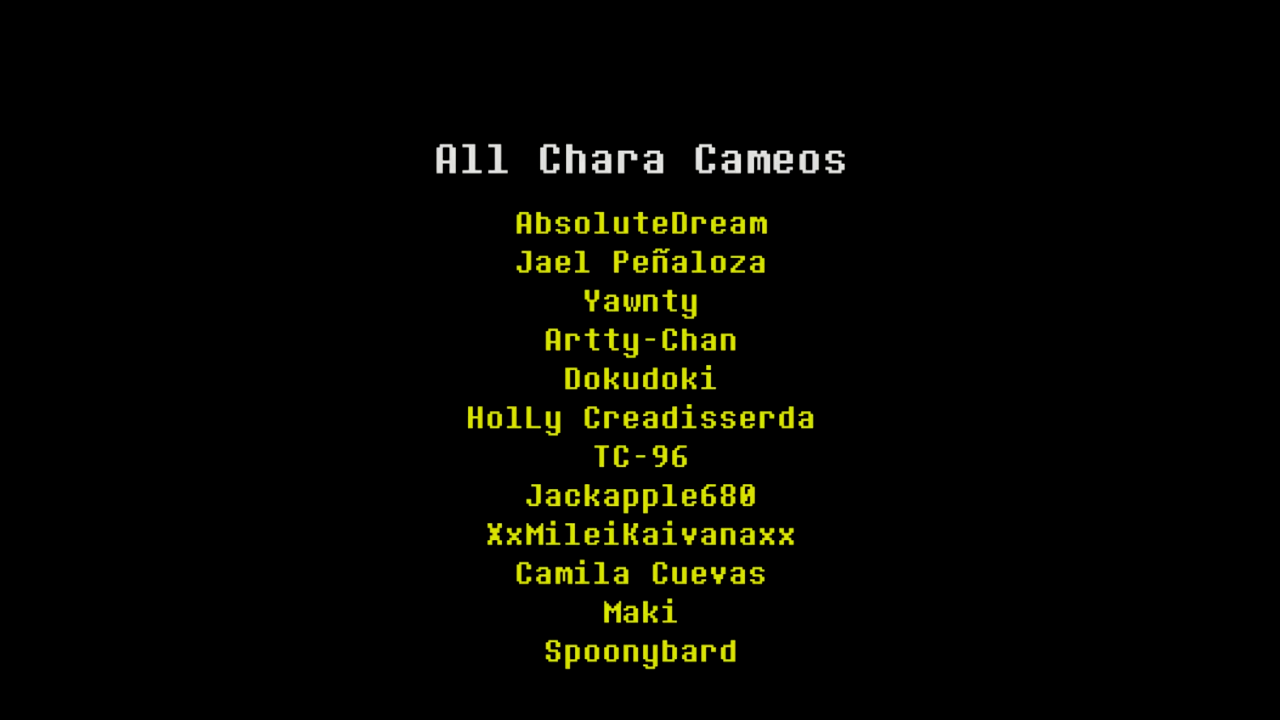 All Chara Cameos
AbsoluteDream
Jael Peñaloza
Yawnty
Artty-Chan
Dokudoki
HolLy Creadisserda
TC-96
Jackapple680
XxMileiKaivanaxx
Camila Cuevas
Maki
Spoonybard